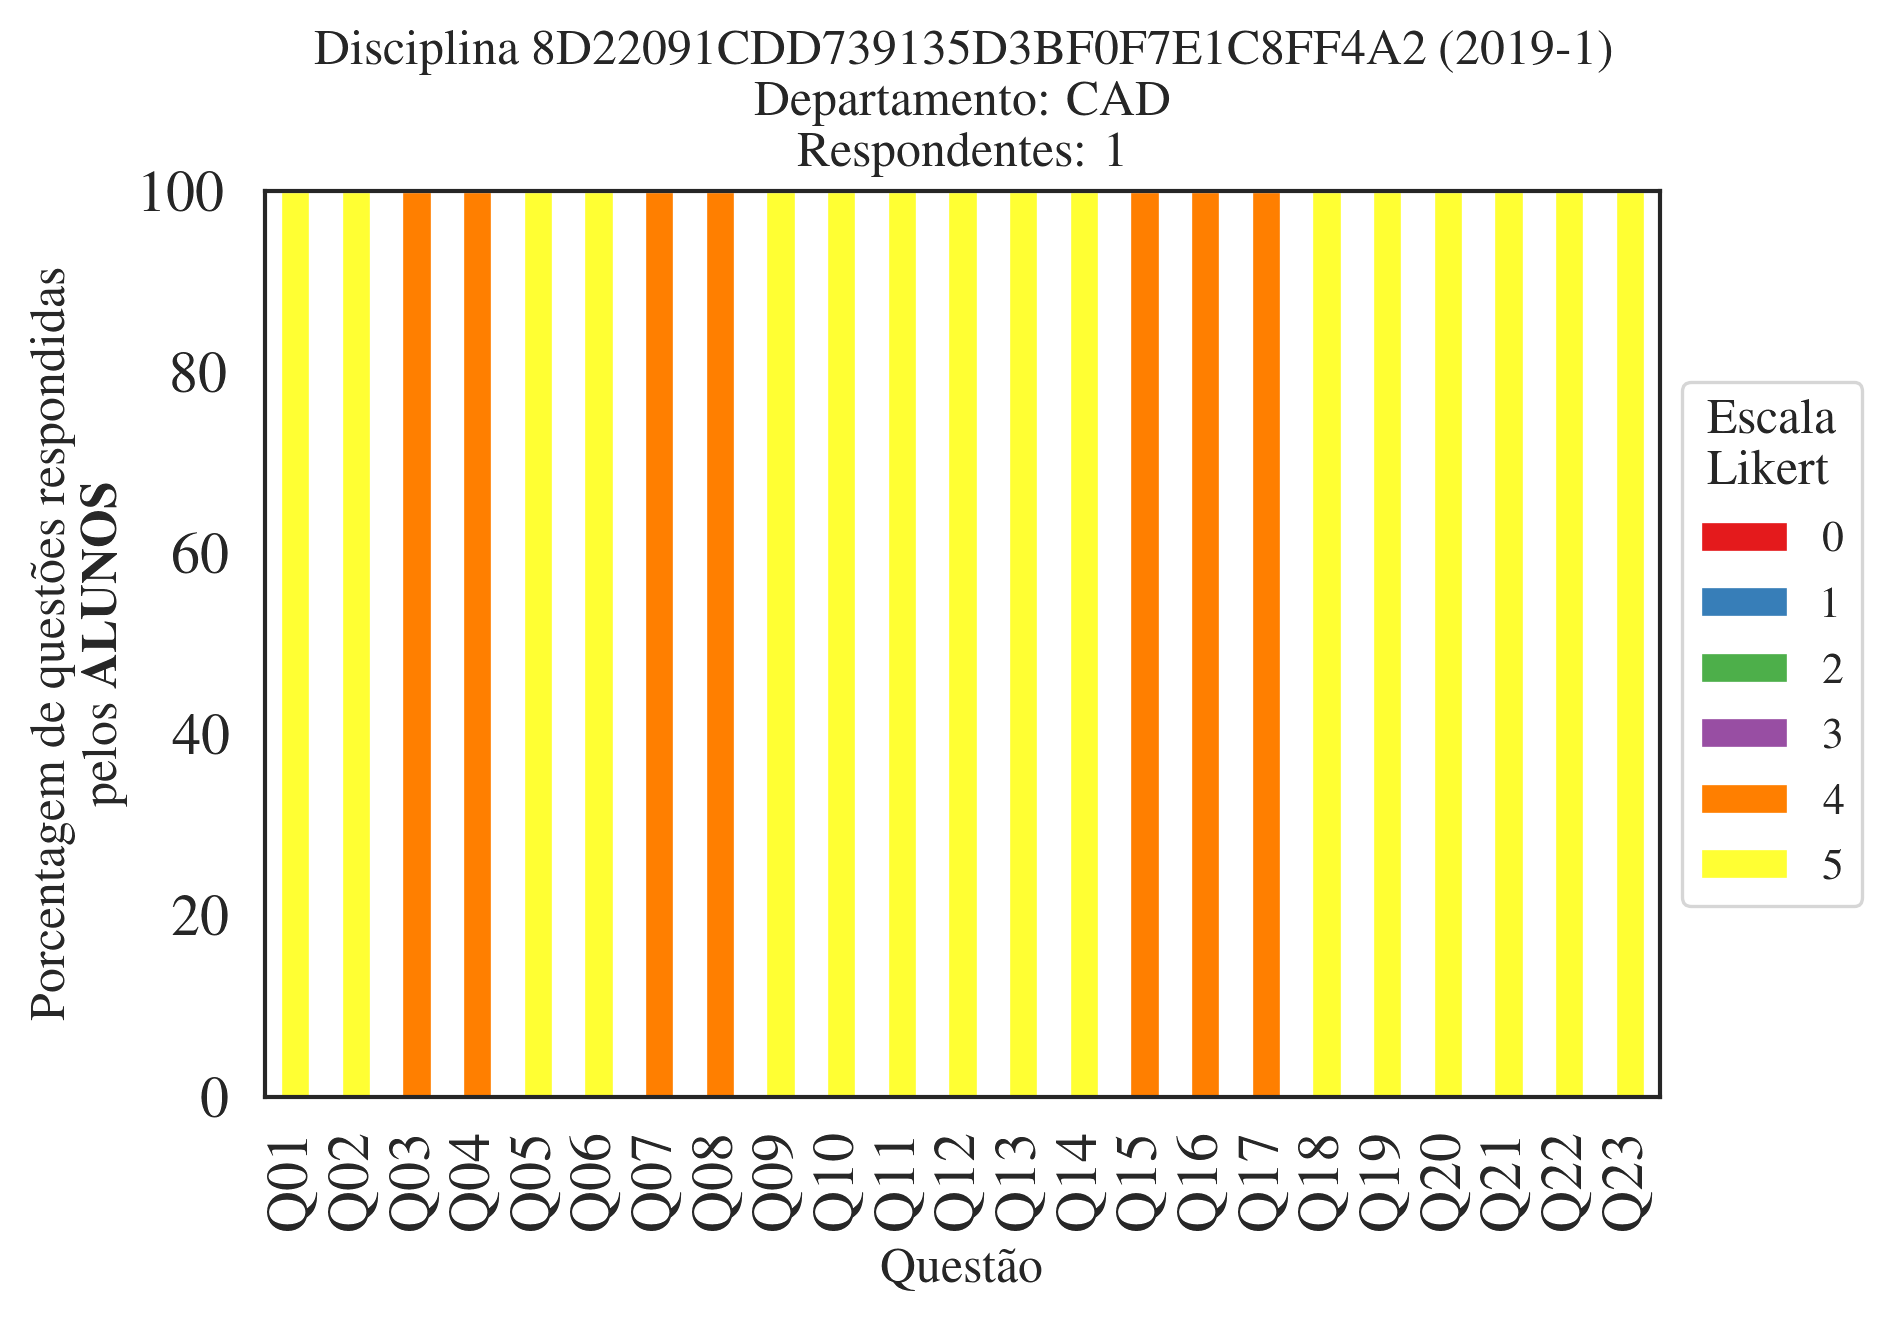 Disciplina 8D22091CDD739135D3BF0F7E1C8FF4A2 (2019-1)
Departamento: CAD
Respondentes: 1
Porcentagem de questões respondidas
pelos ALUNOS
100
80
60
40
20
0
Q01
Q02
Q03
Q04
Q05
Q06
Q07
Q08
Q09
Q10
Q11
Q12
Q13
Q14
Q15
Q16
Q17
Q18
Q19
Q20
Q21
Q22
Q23
Questão
Escala
Likert
0
1
2
3
4
5